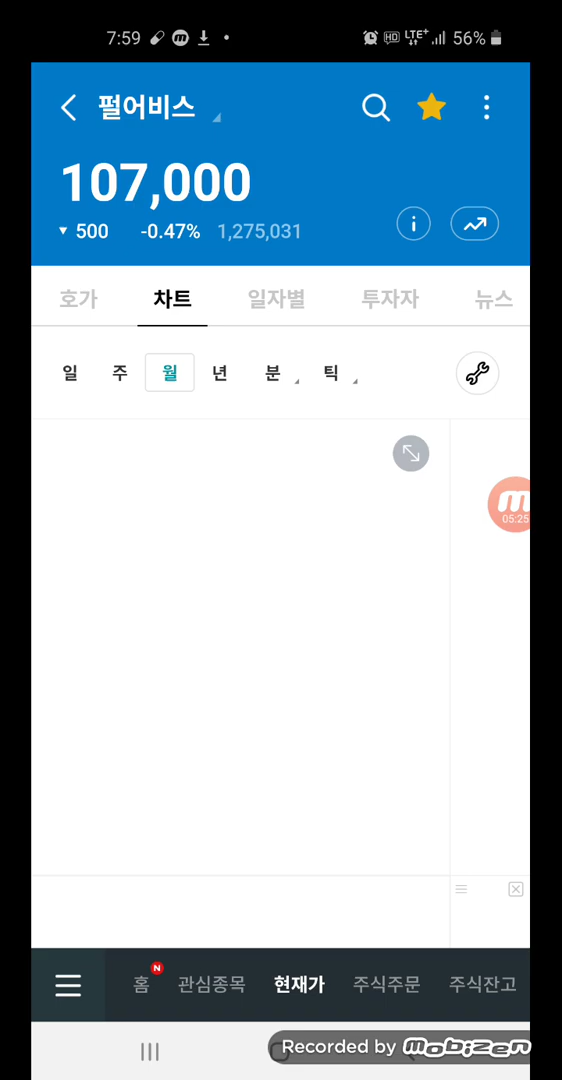 7:59 HD LTE+ 56%
펄어비스
107,000
▼ 500 -0.47% 1,275,031
호가 차트 일자별 투자자 뉴스
일 주 월 년 분 틱
m
05:25
N
홈 관심종목 현재가 주식주문 주식잔고
Recorded by mobizen